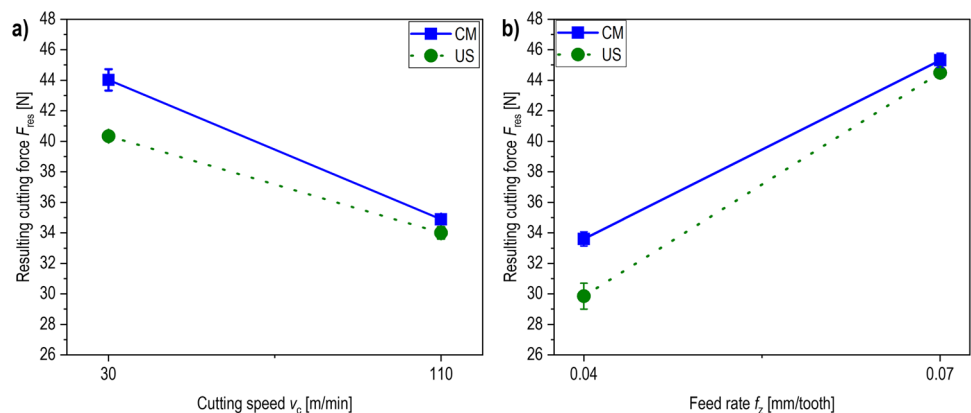 a)
CM
US
Resulting cutting force Fres [N]
48
46
44
42
40
38
36
34
32
30
28
26
30
110
Cutting speed vc [m/min]
b)
CM
US
Resulting cutting force Fres [N]
48
46
44
42
40
38
36
34
32
30
28
26
0.04
0.07
Feed rate fz [mm/tooth]